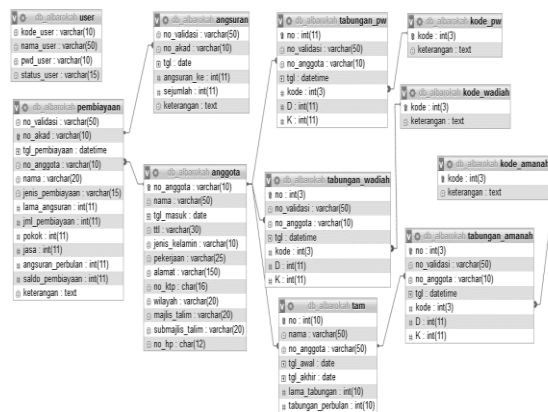 db_albarokah user
kode_user : varchar(10)
nama_user : varchar(50)
pwd_user : varchar(10)
status_user : varchar(15)
db_albarokah pembiayaan
no_validasi : varchar(50)
no_akad : varchar(10)
tgl_pembiayaan : datetime
no_anggota : varchar(10)
nama : varchar(20)
jenis_pembiayaan : varchar(15)
lama_angsuran : int(11)
jml_pembiayaan : int(11)
pokok : int(11)
jasa : int(11)
angsuran_perbulan : int(11)
saldo_pembiayaan : int(11)
keterangan : text
db_albarokah angsuran
no_validasi : varchar(50)
no_akad : varchar(10)
tgl : date
angsuran_ke : int(11)
sejumlah : int(11)
keterangan : text
db_albarokah anggota
no_anggota : varchar(10)
nama : varchar(50)
tgl_masuk : date
ttl : varchar(30)
jenis_kelamin : varchar(10)
pekerjaan : varchar(25)
alamat : varchar(150)
no_ktp : char(16)
wilayah : varchar(20)
majlis_talim : varchar(20)
submajlis_talim : varchar(20)
no_hp : char(12)
db_albarokah tabungan_pw
no : int(11)
no_validasi : varchar(50)
no_anggota : varchar(10)
tgl : datetime
kode : int(3)
D : int(11)
K : int(11)
db_albarokah tabungan_wadiah
no : int(3)
no_validasi : varchar(50)
no_anggota : varchar(10)
tgl : datetime
kode : int(3)
D : int(11)
K : int(11)
db_albarokah tam
no : int(10)
nama : varchar(50)
no_anggota : varchar(50)
tgl_awal : date
tgl_akhir : date
lama_tabungan : int(10)
tabungan_perbulan : int(10)
db_albarokah kode_pw
kode : int(3)
keterangan : text
db_albarokah kode_wadiah
kode : int(3)
keterangan : text
db_albarokah kode_amanah
kode : int(3)
keterangan : text
db_albarokah tabungan_amanah
no : int(3)
no_validasi : varchar(50)
no_anggota : varchar(10)
tgl : datetime
kode : int(3)
D : int(11)
K : int(11)